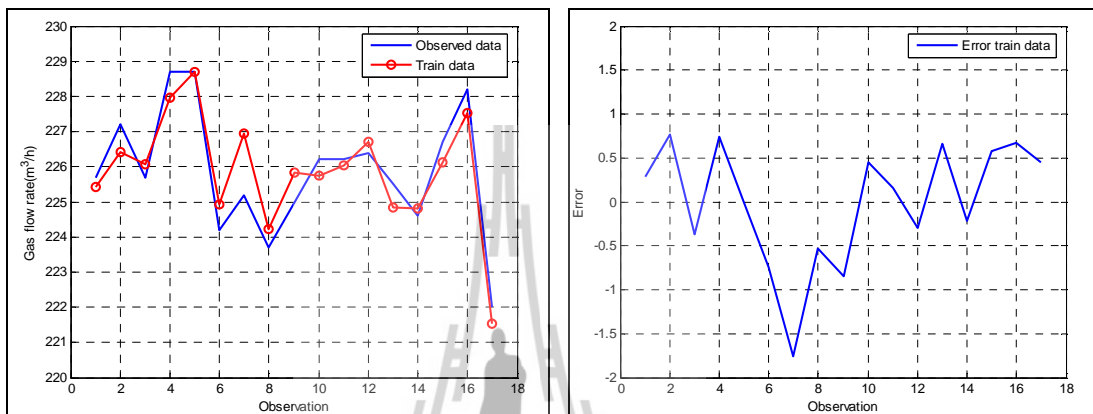 230
229
228
227
226
225
224
223
222
221
220
Gas flow rate(m³/h)
Observed data
Train data
0 2 4 6 8 10 12 14 16 18
Observation
2
1.5
1
0.5
0
-0.5
-1
-1.5
-2
Error
Error train data
0 2 4 6 8 10 12 14 16 18
Observation